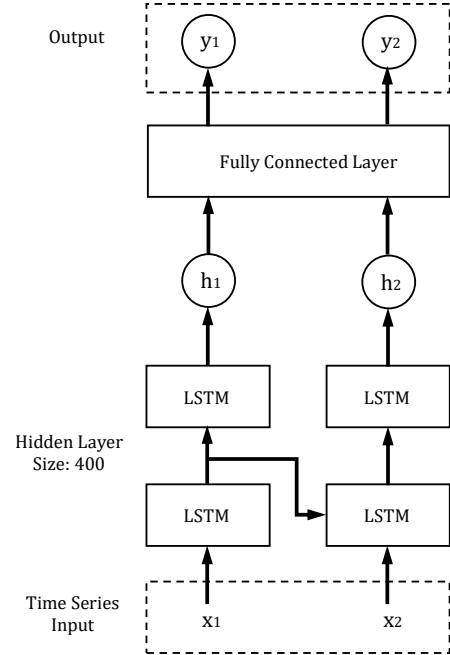 Output
y1
y2
Fully Connected Layer
h1
h2
LSTM
LSTM
Hidden Layer
Size: 400
LSTM
LSTM
Time Series
Input
x1
x2